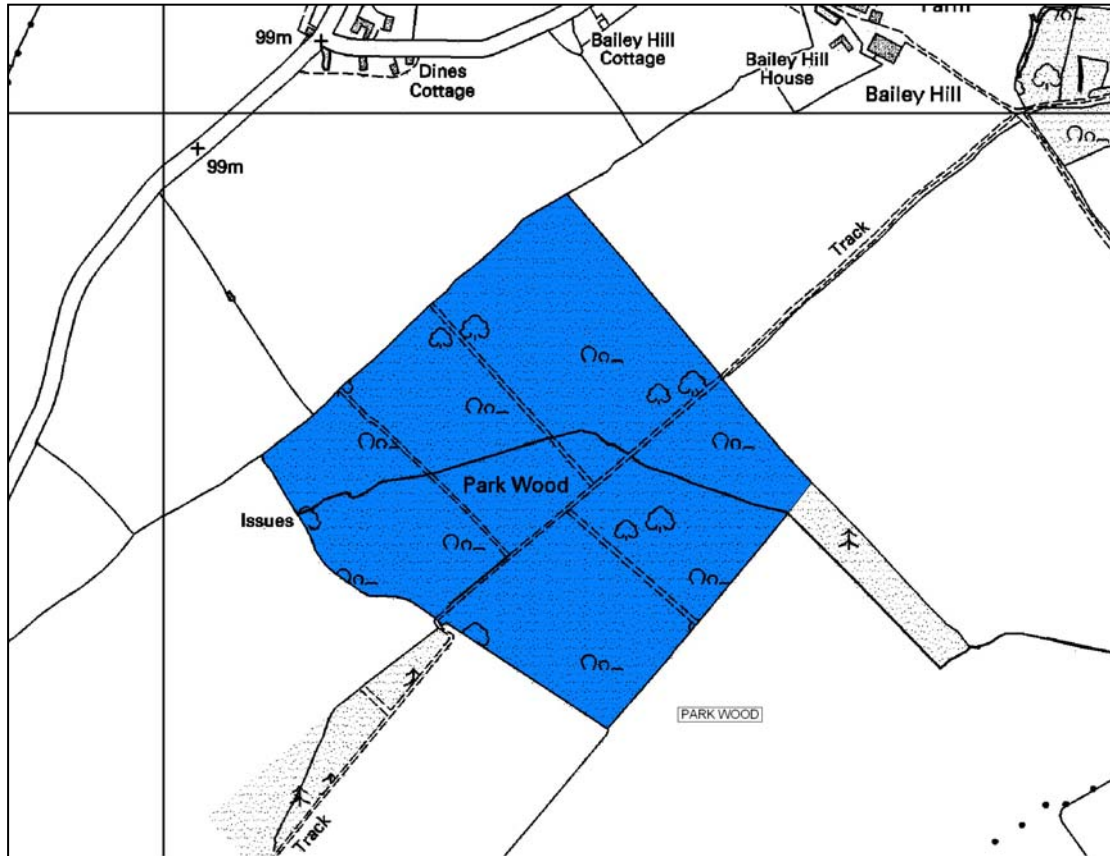 Farm
99m
Bailey Hill
Cottage
Dines
Cottage
Bailey Hill
House
Bailey Hill
99m
Track
Park Wood
Issues
PARK WOOD
Track